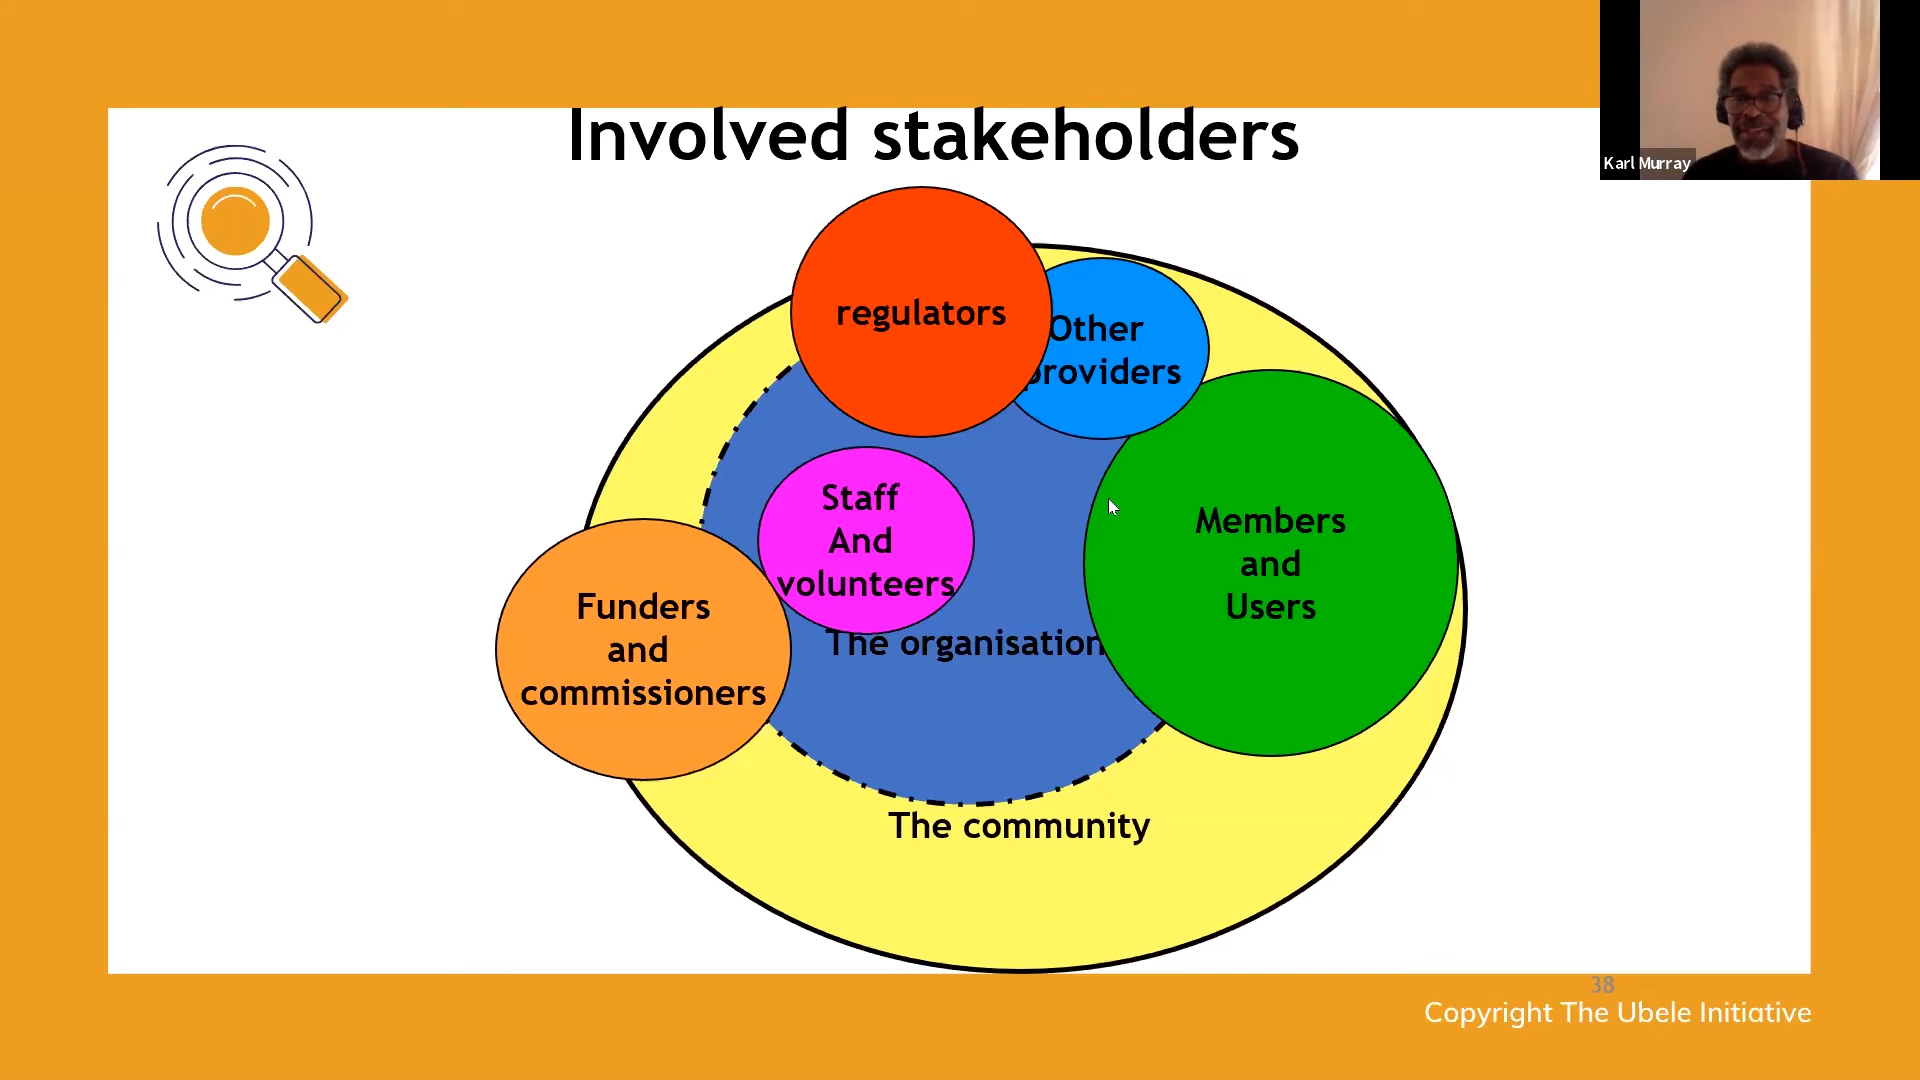 Involved stakeholders
Karl Murray
regulators
Other
providers
Staff
And
volunteers
Members
and
Users
Funders
and
commissioners
The organisation
The community
38
Copyright The Ubele Initiative